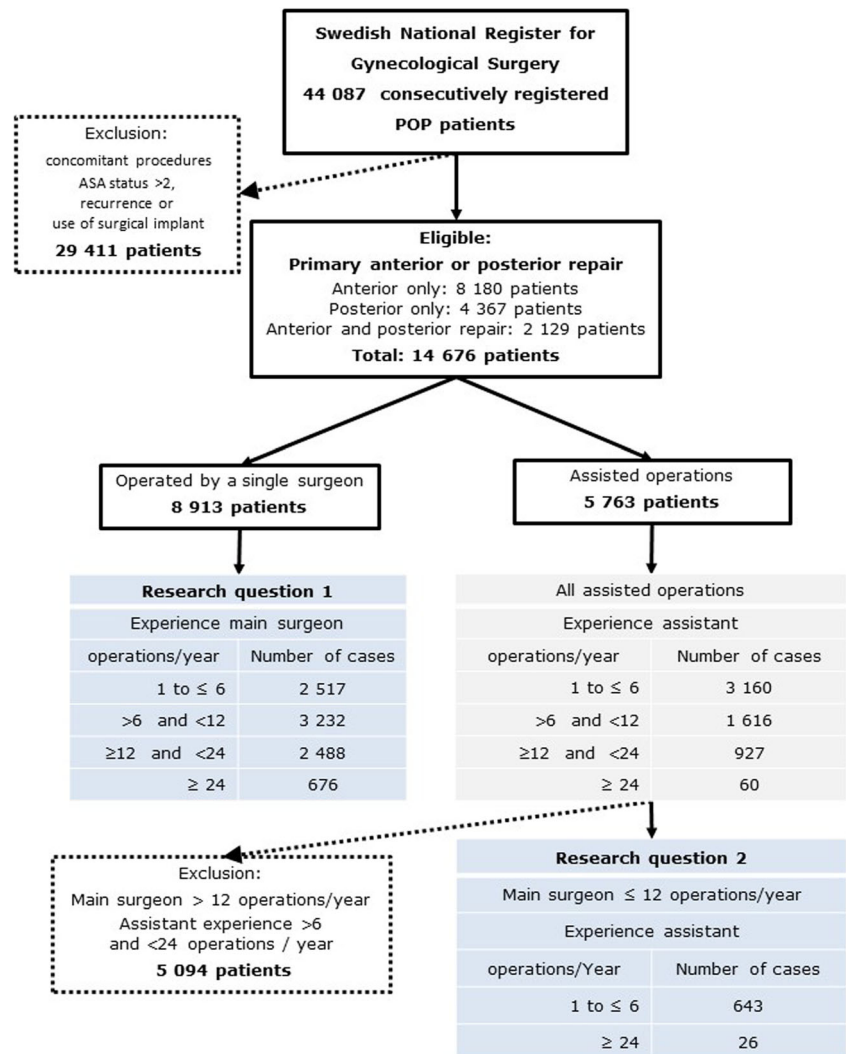 Swedish National Register for
Gynecological Surgery
44 087 consecutively registered
POP patients
Exclusion:
concomitant procedures
ASA status >2,
recurrence or
use of surgical implant
29 411 patients
Eligible:
Primary anterior or posterior repair
Anterior only: 8 180 patients
Posterior only: 4 367 patients
Anterior and posterior repair: 2 129 patients
Total: 14 676 patients
Operated by a single surgeon
8 913 patients
Assisted operations
5 763 patients
Research question 1
Experience main surgeon
operations/year Number of cases
1 to ≤ 6 2 517
>6 and <12 3 232
≥12 and <24 2 488
≥ 24 676
All assisted operations
Experience assistant
operations/year Number of cases
1 to ≤ 6 3 160
>6 and <12 1 616
≥12 and <24 927
≥ 24 60
Exclusion:
Main surgeon > 12 operations/year
Assistant experience >6
and <24 operations / year
5 094 patients
Research question 2
Main surgeon ≤ 12 operations/year
Experience assistant
operations/Year Number of cases
1 to ≤ 6 643
≥ 24 26